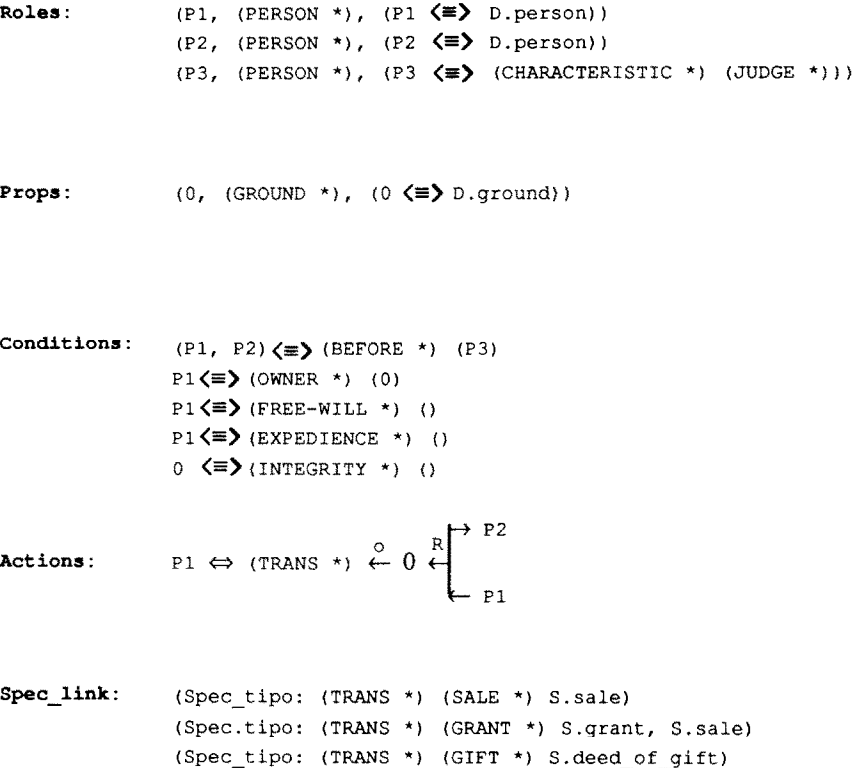 Roles: (P1, (PERSON *), (P1 <≡> D.person))
(P2, (PERSON *), (P2 <≡> D.person))
(P3, (PERSON *), (P3 <≡> (CHARACTERISTIC *) (JUDGE *)))
Props: (0, (GROUND *), (0 <≡> D.ground))
Conditions: (P1, P2) <≡> (BEFORE *) (P3)
P1 <≡> (OWNER *) (0)
P1 <≡> (FREE-WILL *) ()
P1 <≡> (EXPEDIENCE *) ()
0 <≡> (INTEGRITY *) ()
→ P2
Actions: P1 ⇔ (TRANS *) ←o 0 ←R
← P1
Spec_link: (Spec_tipo: (TRANS *) (SALE *) S.sale)
(Spec.tipo: (TRANS *) (GRANT *) S.grant, S.sale)
(Spec_tipo: (TRANS *) (GIFT *) S.deed of gift)